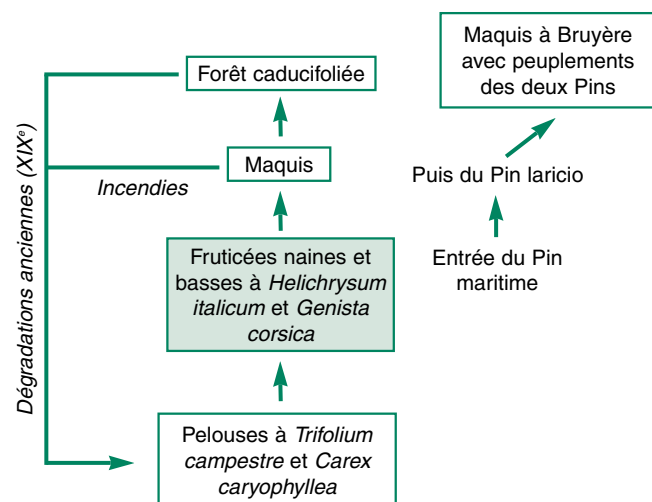 Forêt caducifoliée
Maquis
Incendies
Dégradations anciennes (XIXe)
Fruticées naines et
basses à Helichrysum
italicum et Genista
corsica
Pelouses à Trifolium
campestre et Carex
caryophyllea
Maquis à Bruyère
avec peuplements
des deux Pins
Puis du Pin laricio
Entrée du Pin
maritime